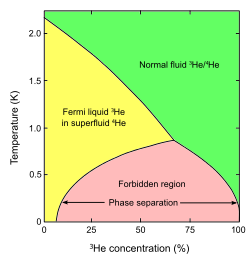 2.0
Normal fluid ³He/⁴He
1.5
Fermi liquid ³He
in superfluid ⁴He
Temperature (K)
1.0
0.5
Forbidden region
Phase separation
0
0
25
50
75
100
³He concentration (%)